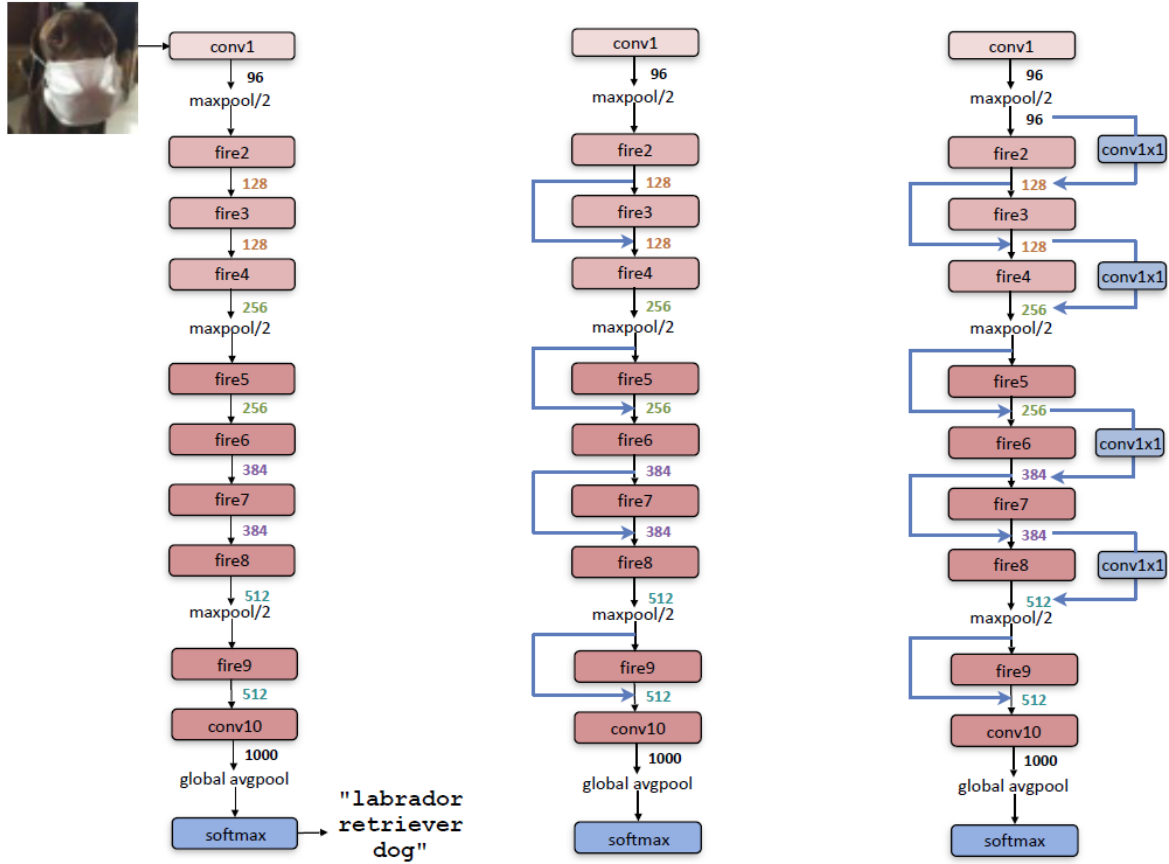 conv1
96
maxpool/2
fire2
128
fire3
128
fire4
256
maxpool/2
fire5
256
fire6
384
fire7
384
fire8
512
maxpool/2
fire9
512
conv10
1000
global avgpool
softmax
"labrador
retriever
dog"
conv1
96
maxpool/2
fire2
128
fire3
128
fire4
256
maxpool/2
fire5
256
fire6
384
fire7
384
fire8
512
maxpool/2
fire9
512
conv10
1000
global avgpool
softmax
conv1
96
maxpool/2
96
conv1x1
fire2
128
fire3
128
conv1x1
fire4
256
maxpool/2
fire5
256
conv1x1
fire6
384
fire7
384
conv1x1
fire8
512
maxpool/2
fire9
512
conv10
1000
global avgpool
softmax